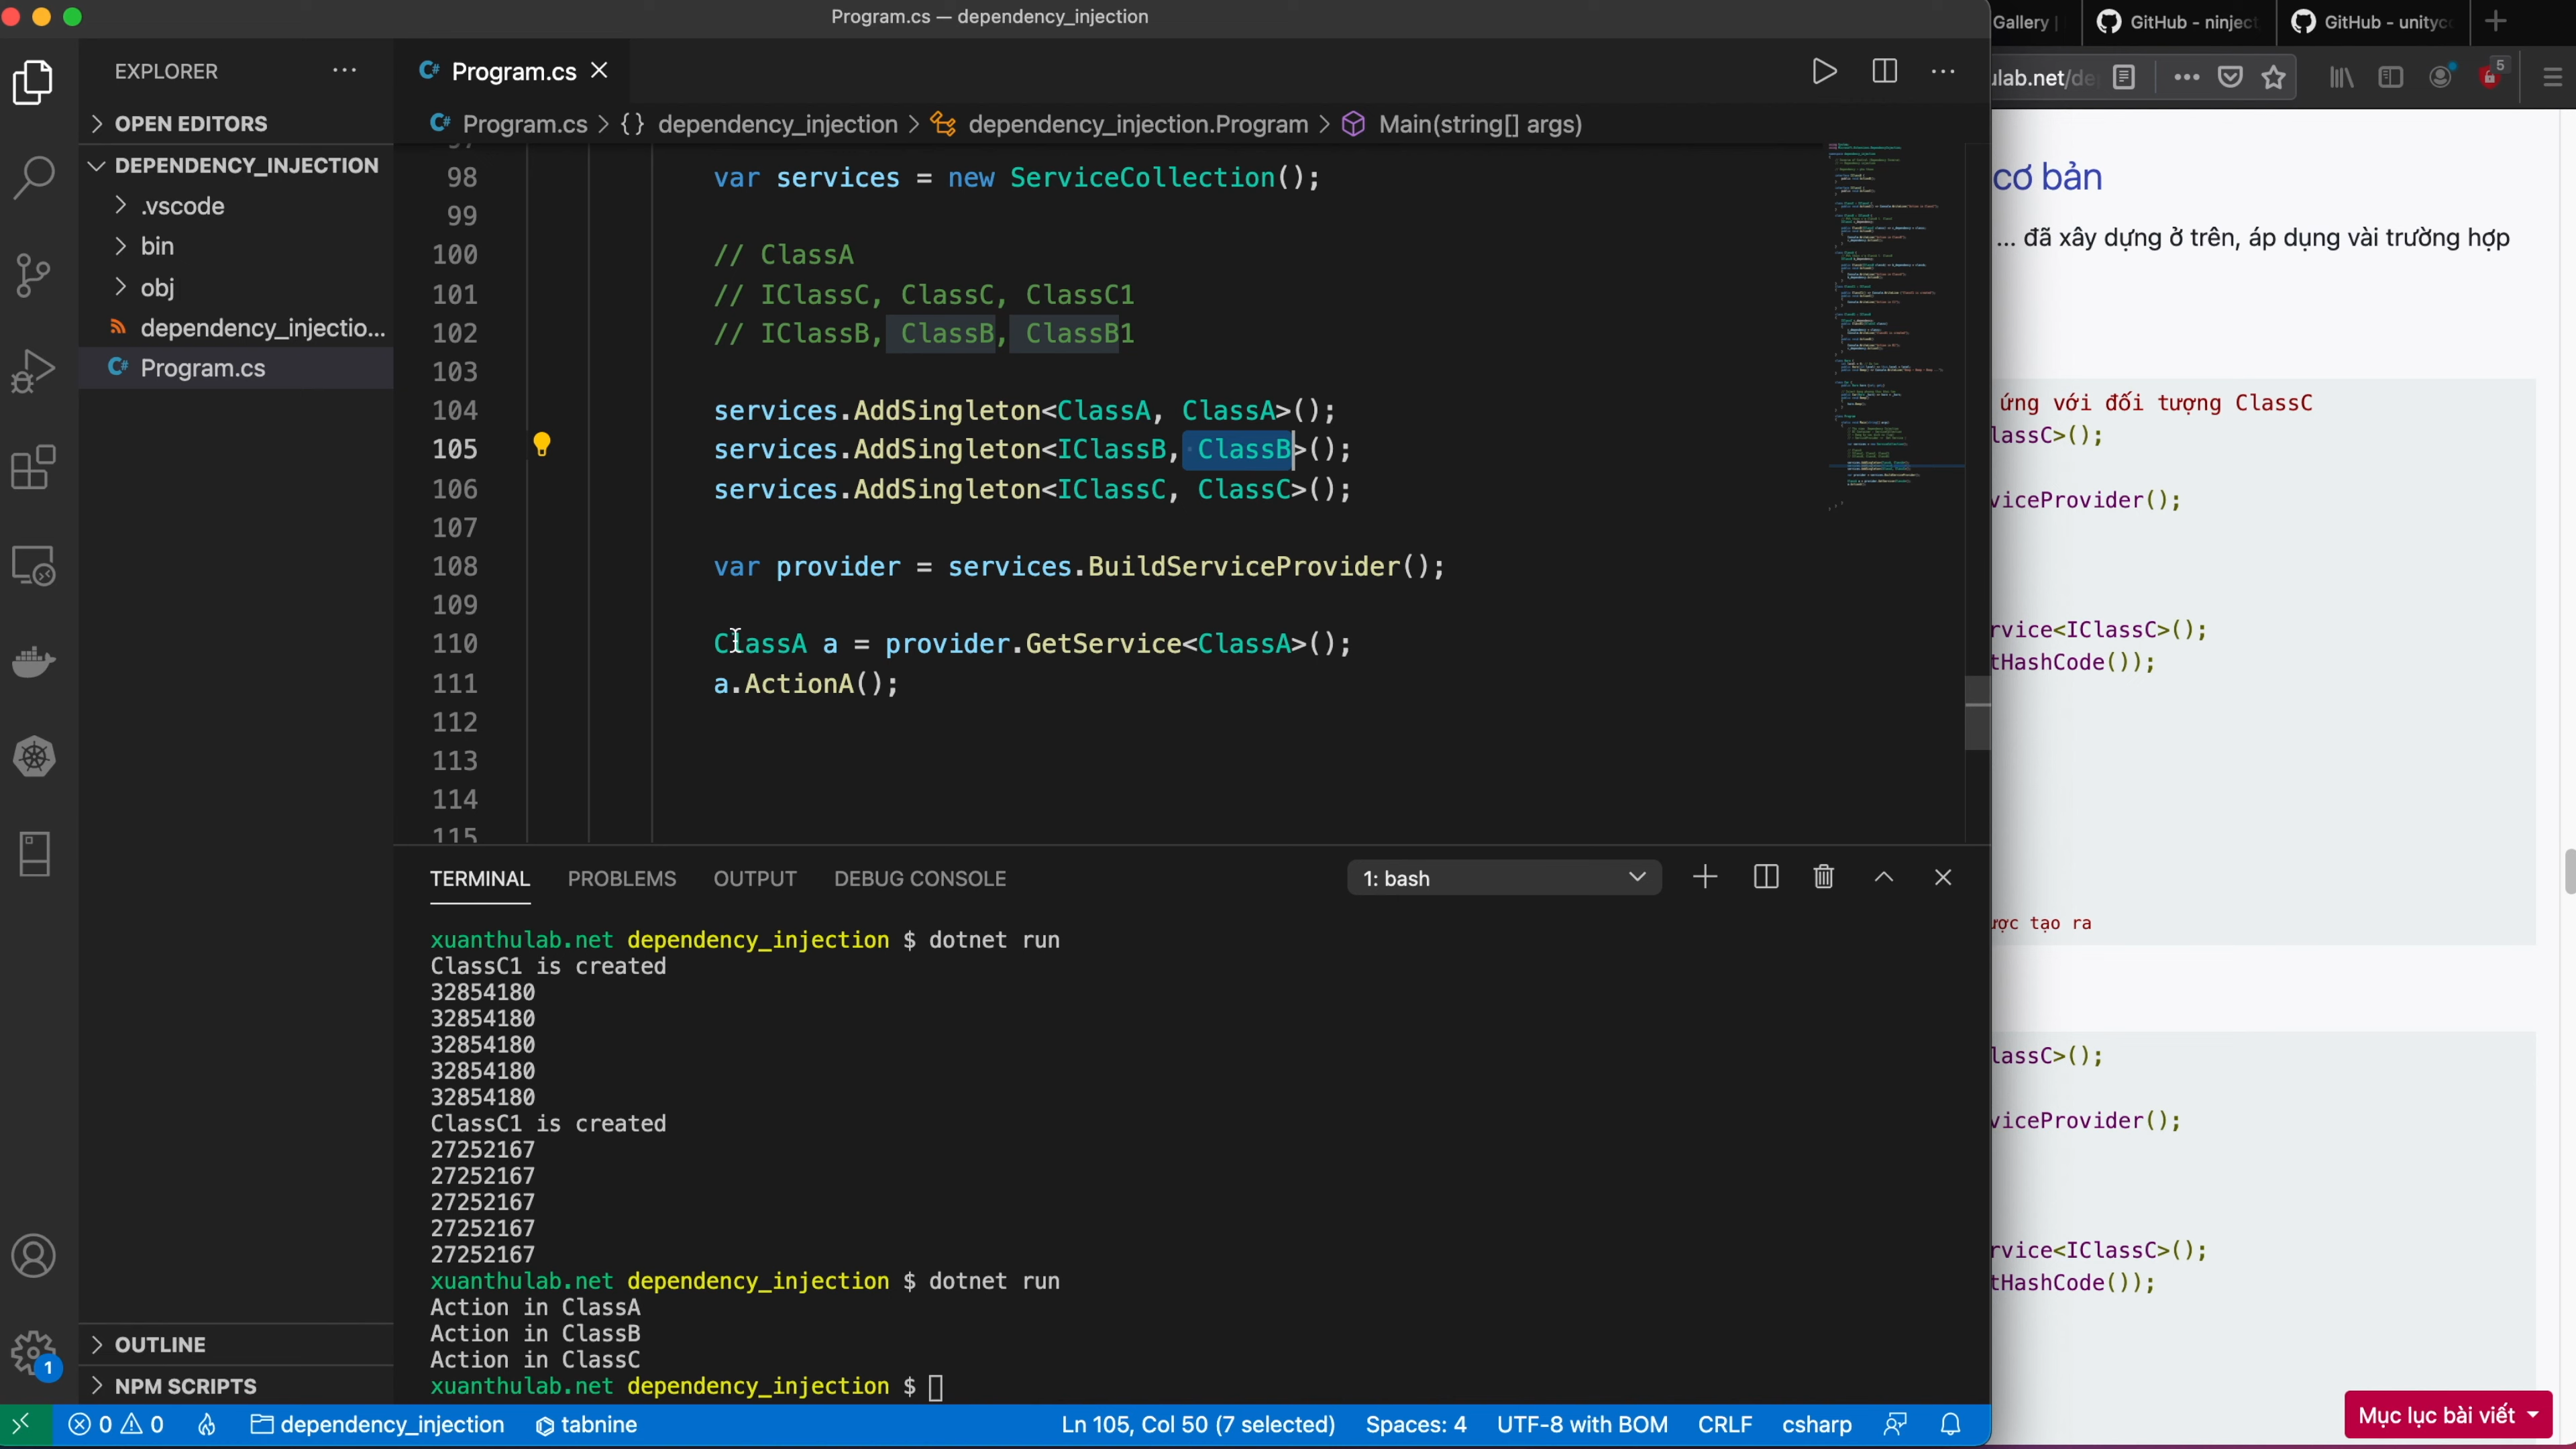 Program.cs — dependency_injection
EXPLORER
OPEN EDITORS
DEPENDENCY_INJECTION
.vscode
bin
obj
dependency_injectio...
Program.cs
OUTLINE
NPM SCRIPTS
Program.cs
Program.cs > {} dependency_injection > dependency_injection.Program > Main(string[] args)
98 var services = new ServiceCollection();
99
100 // ClassA
101 // IClassC, ClassC, ClassC1
102 // IClassB, ClassB, ClassB1
103
104 services.AddSingleton<ClassA, ClassA>();
105 services.AddSingleton<IClassB, ClassB>();
106 services.AddSingleton<IClassC, ClassC>();
107
108 var provider = services.BuildServiceProvider();
109
110 ClassA a = provider.GetService<ClassA>();
111 a.ActionA();
112
113
114
115
TERMINAL PROBLEMS OUTPUT DEBUG CONSOLE 1: bash
xuanthulab.net dependency_injection $ dotnet run
ClassC1 is created
32854180
32854180
32854180
32854180
32854180
ClassC1 is created
27252167
27252167
27252167
27252167
27252167
xuanthulab.net dependency_injection $ dotnet run
Action in ClassA
Action in ClassB
Action in ClassC
xuanthulab.net dependency_injection $
1
0 0 dependency_injection tabnine Ln 105, Col 50 (7 selected) Spaces: 4 UTF-8 with BOM CRLF csharp
Gallery | GitHub - ninject GitHub - unityc
ulab.net/de 5
cơ bản
... đã xây dựng ở trên, áp dụng vài trường hợp
ứng với đối tượng ClassC
lassC>();
viceProvider();
rvice<IClassC>();
tHashCode());
ược tạo ra
lassC>();
viceProvider();
rvice<IClassC>();
tHashCode());
Mục lục bài viết